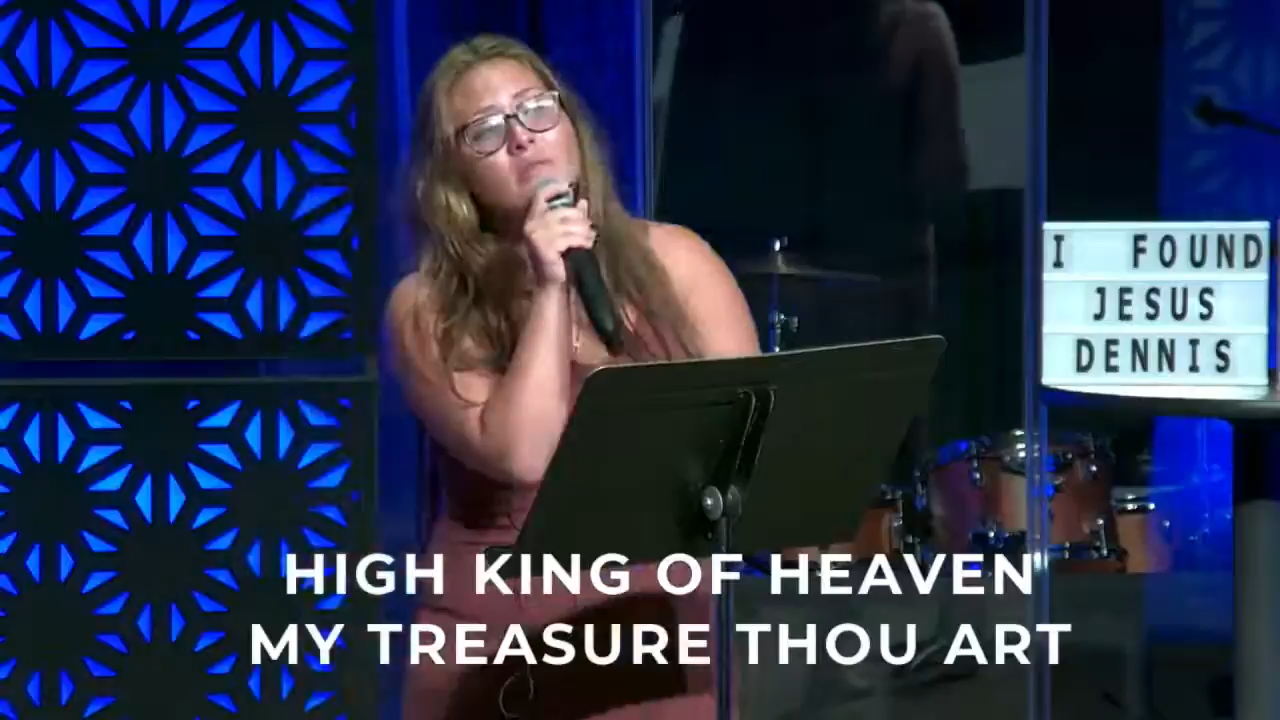 I FOUND
JESUS
DENNIS
HIGH KING OF HEAVEN
MY TREASURE THOU ART